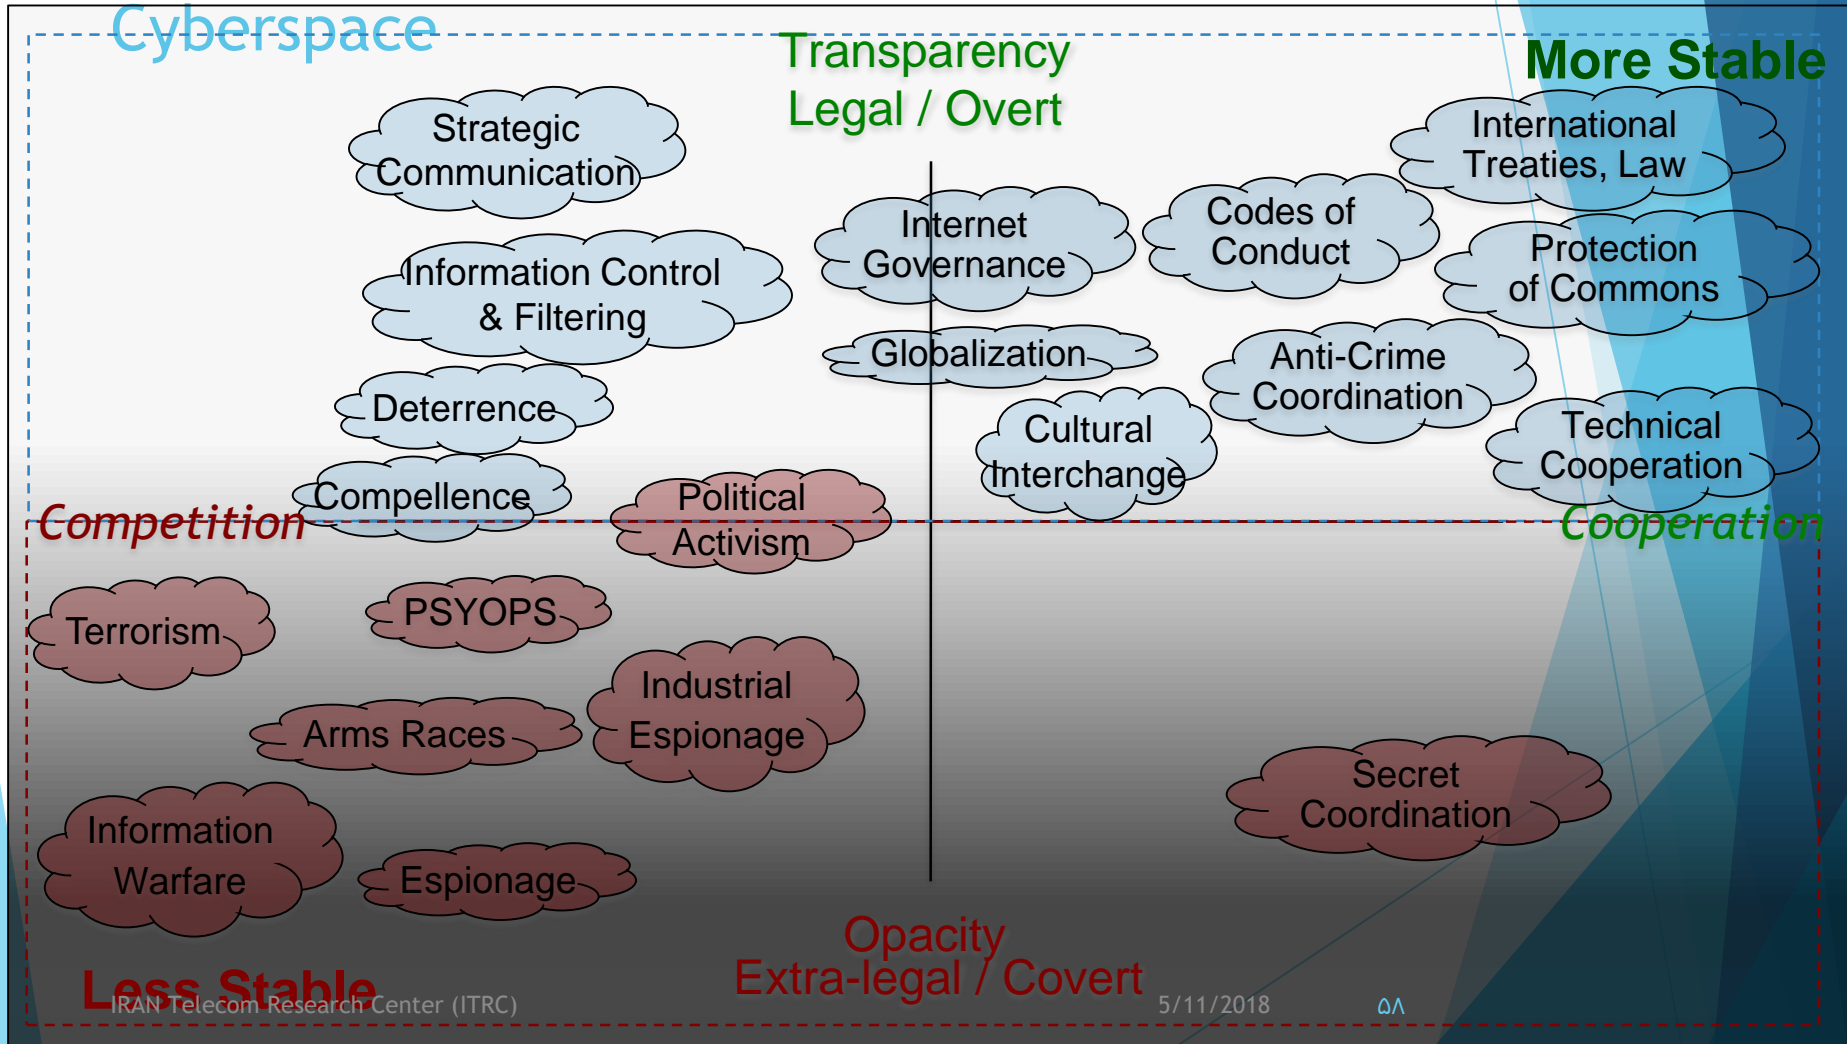 Cyberspace
Transparency
Legal / Overt
More Stable
Strategic
Communication
International
Treaties, Law
Internet
Governance
Codes of
Conduct
Protection
of Commons
Information Control
& Filtering
Globalization
Anti-Crime
Coordination
Deterrence
Cultural
Interchange
Technical
Cooperation
Compellence
Political
Activism
Competition
Cooperation
Terrorism
PSYOPS
Industrial
Espionage
Arms Races
Secret
Coordination
Information
Warfare
Espionage
Opacity
Extra-legal / Covert
Less Stable
IRAN Telecom Research Center (ITRC)
5/11/2018
۵۸